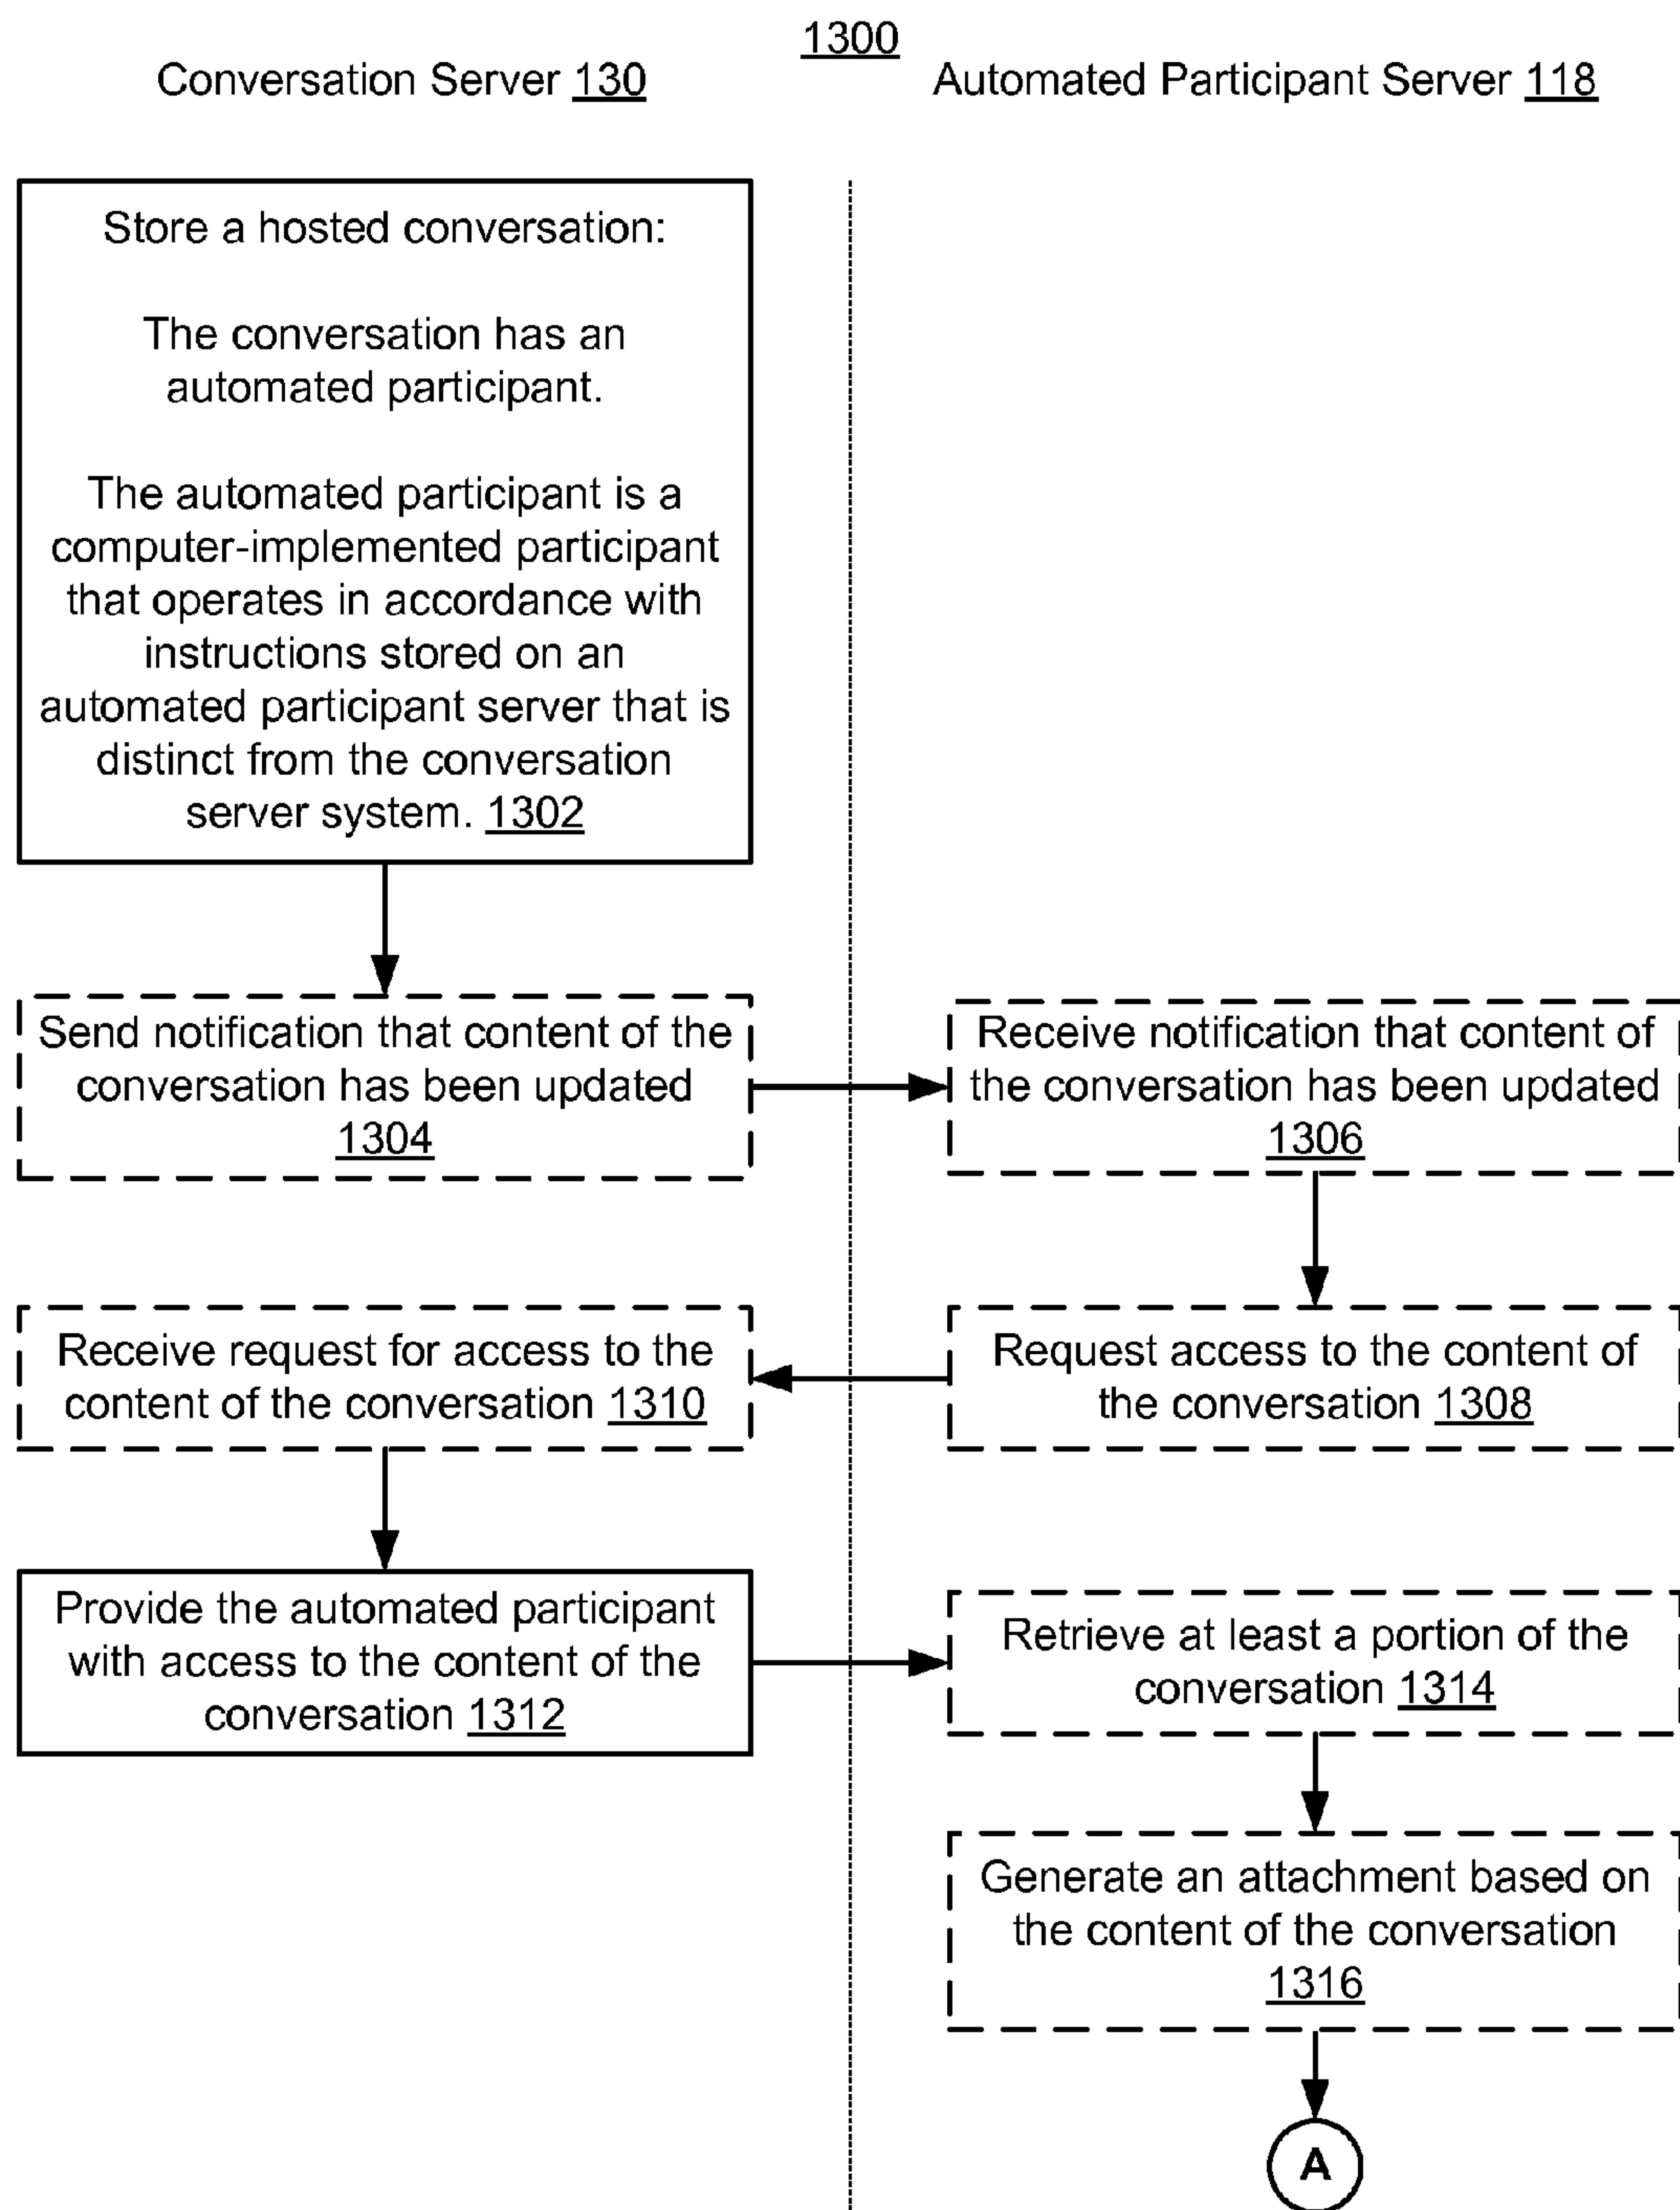 1300
Conversation Server 130
Automated Participant Server 118
Store a hosted conversation:
The conversation has an
automated participant.
The automated participant is a
computer-implemented participant
that operates in accordance with
instructions stored on an
automated participant server that is
distinct from the conversation
server system. 1302
Send notification that content of the
conversation has been updated
1304
Receive notification that content of
the conversation has been updated
1306
Request access to the content of
the conversation 1308
Receive request for access to the
content of the conversation 1310
Provide the automated participant
with access to the content of the
conversation 1312
Retrieve at least a portion of the
conversation 1314
Generate an attachment based on
the content of the conversation
1316
A